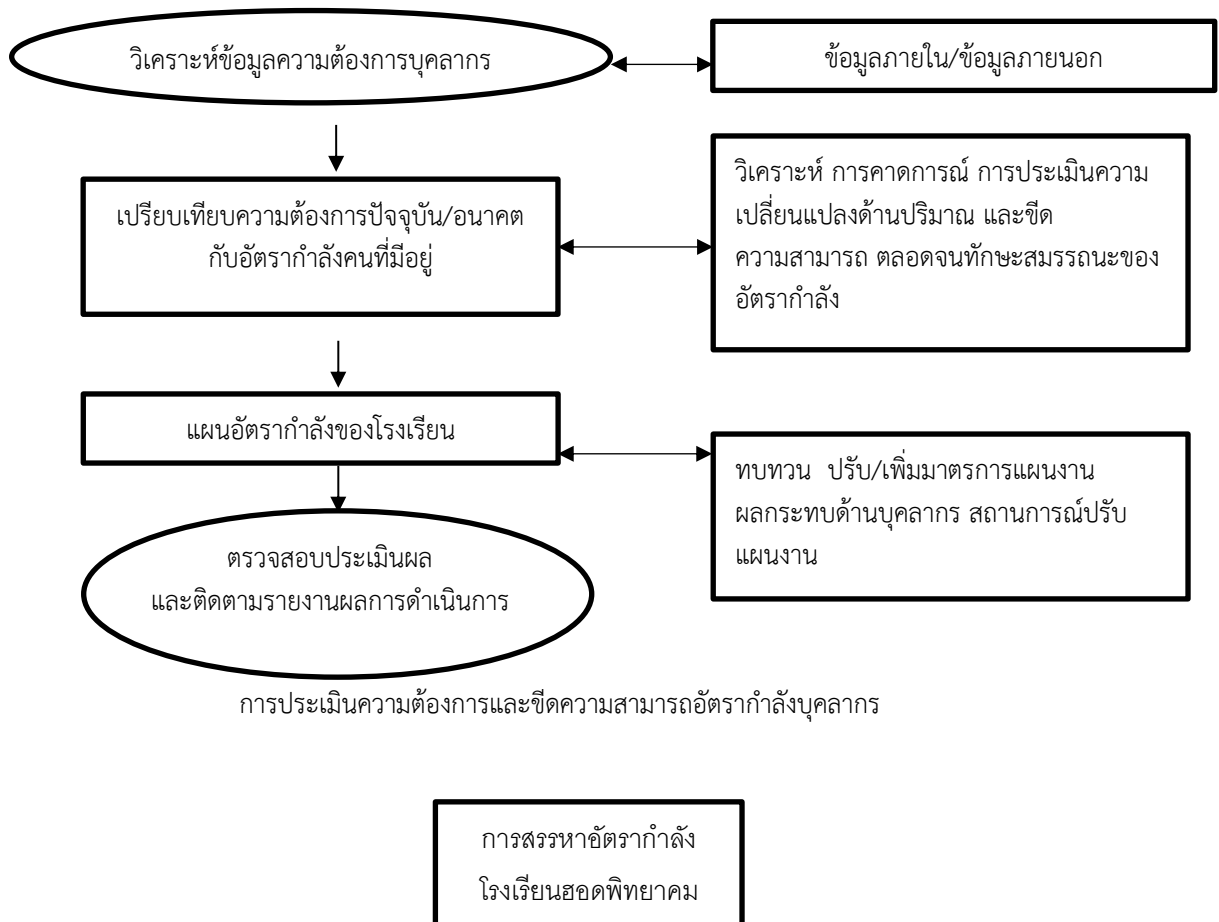 วิเคราะห์ข้อมูลความต้องการบุคลากร
ข้อมูลภายใน/ข้อมูลภายนอก
เปรียบเทียบความต้องการปัจจุบัน/อนาคต
กับอัตรากำลังคนที่มีอยู่
วิเคราะห์ การคาดการณ์ การประเมินความ
เปลี่ยนแปลงด้านปริมาณ และขีด
ความสามารถ ตลอดจนทักษะสมรรถนะของ
อัตรากำลัง
แผนอัตรากำลังของโรงเรียน
ทบทวน  ปรับ/เพิ่มมาตรการแผนงาน
ผลกระทบด้านบุคลากร สถานการณ์ปรับ
แผนงาน
ตรวจสอบประเมินผล
และติดตามรายงานผลการดำเนินการ
การประเมินความต้องการและขีดความสามารถอัตรากำลังบุคลากร
การสรรหาอัตรากำลัง
โรงเรียนฮอดพิทยาคม